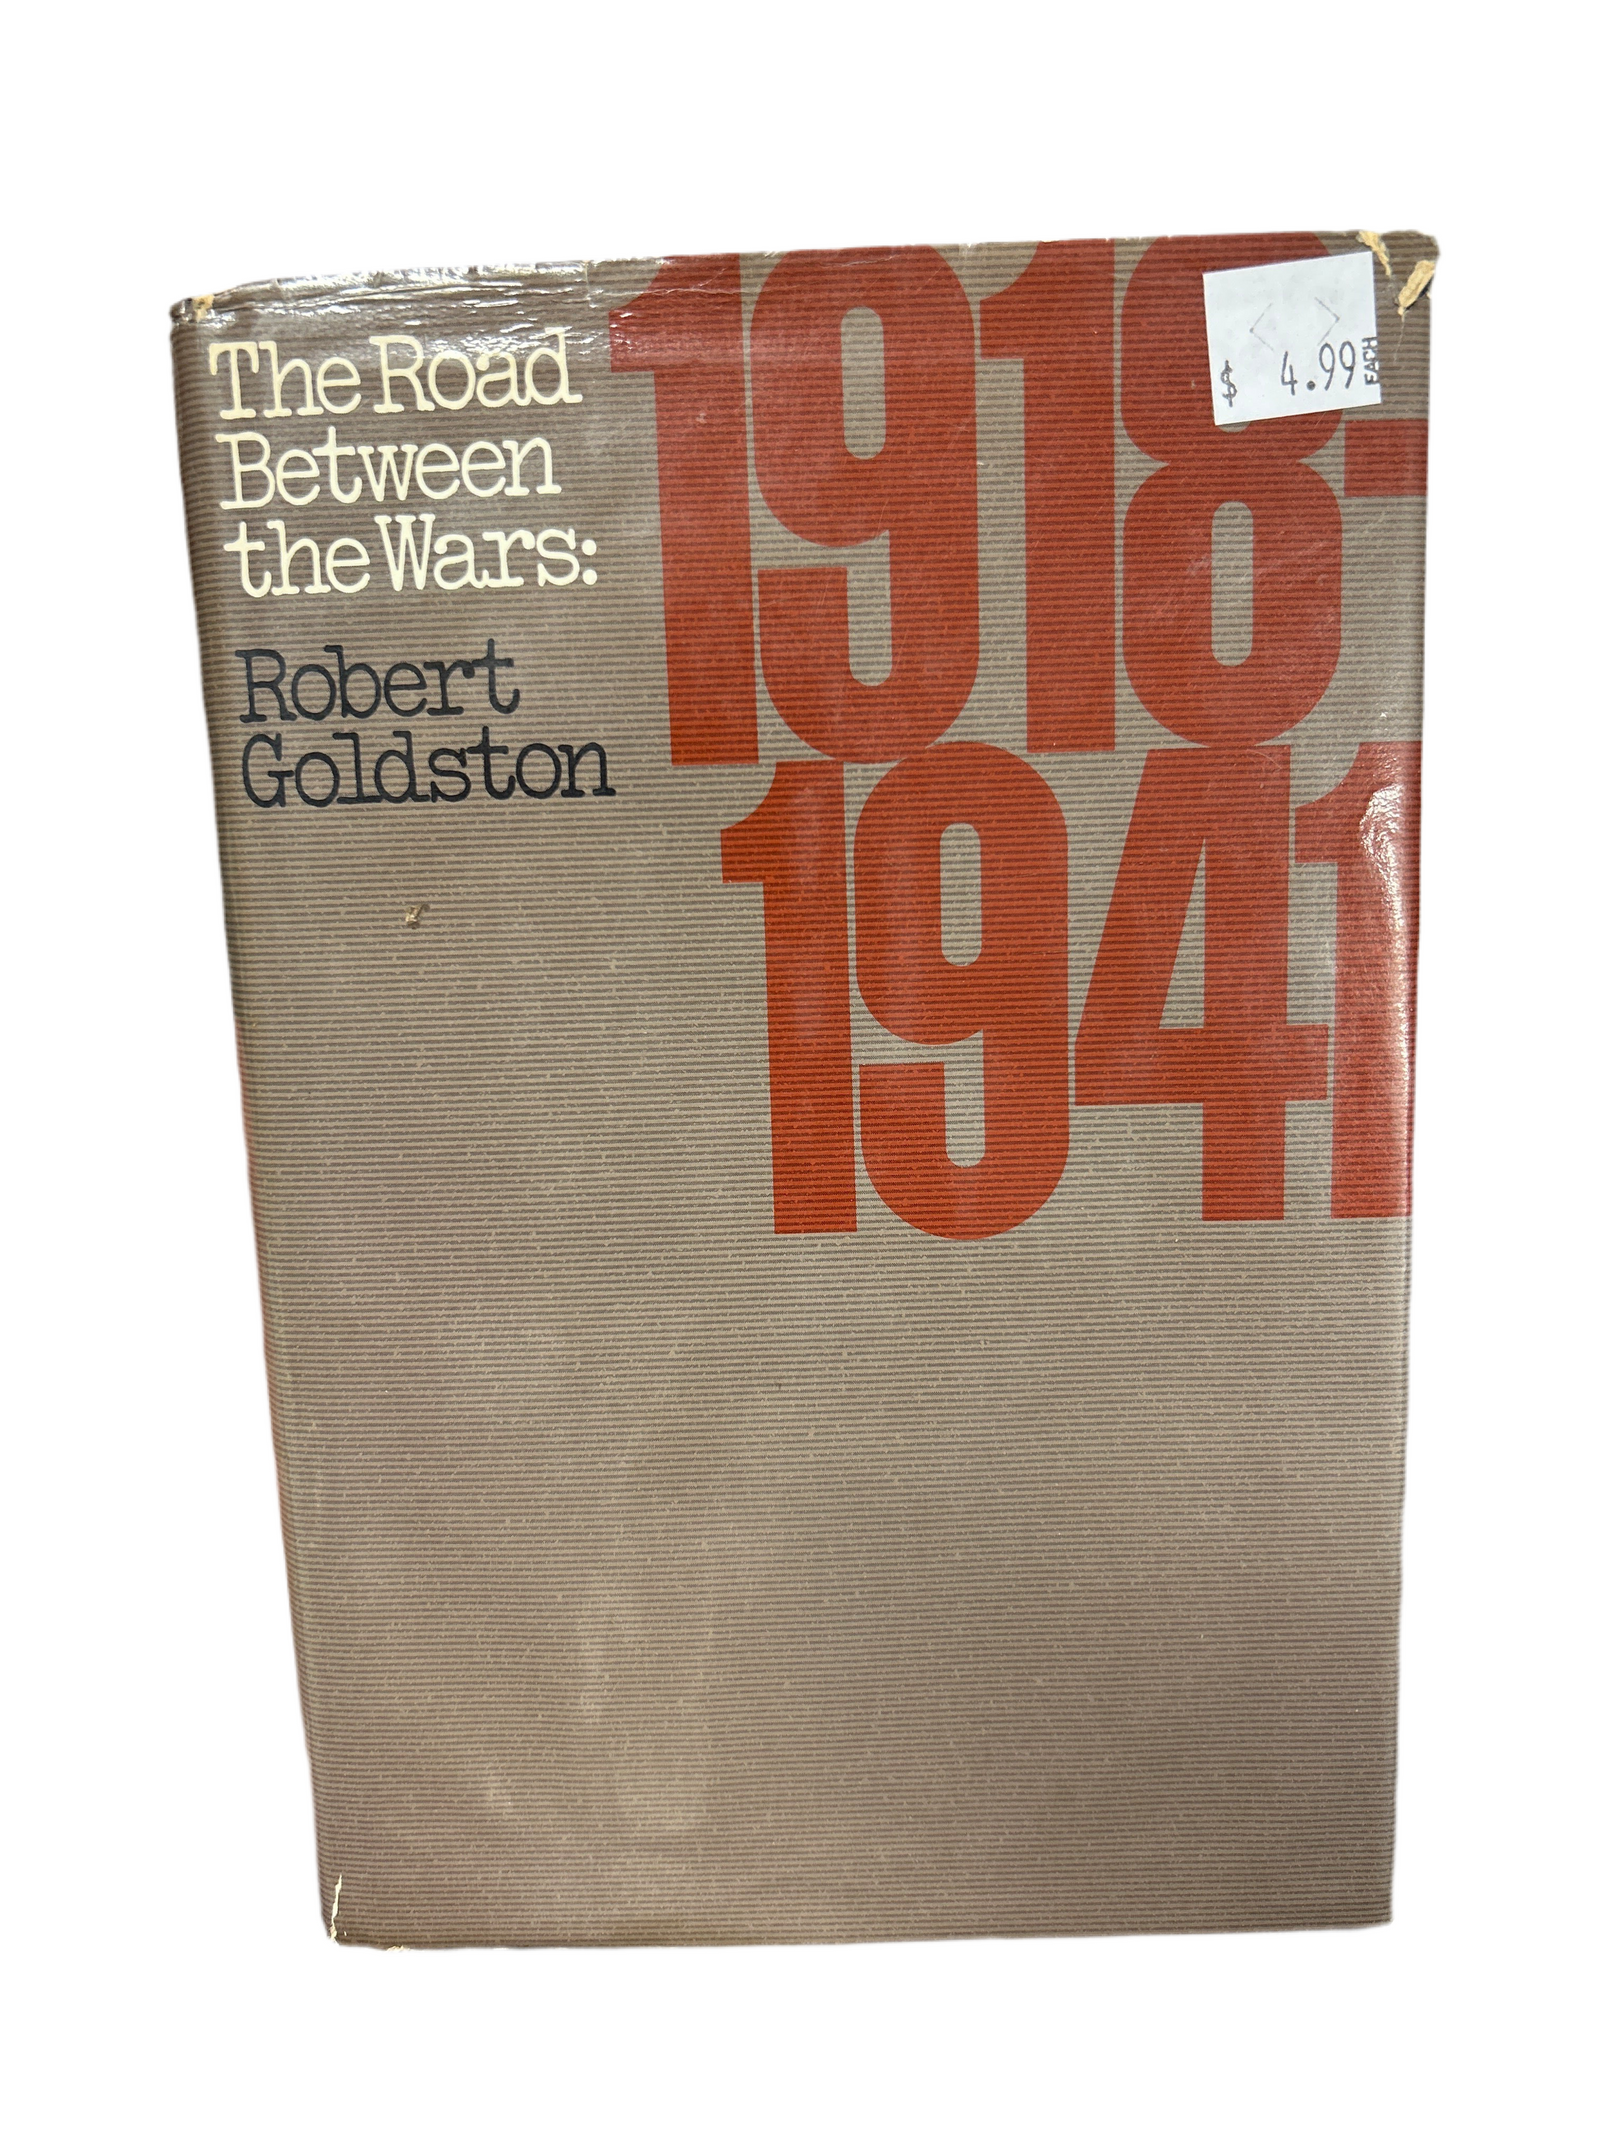 The Road
Between
the Wars:
1918-
1941
Robert
Goldston
$ 4.99 EACH